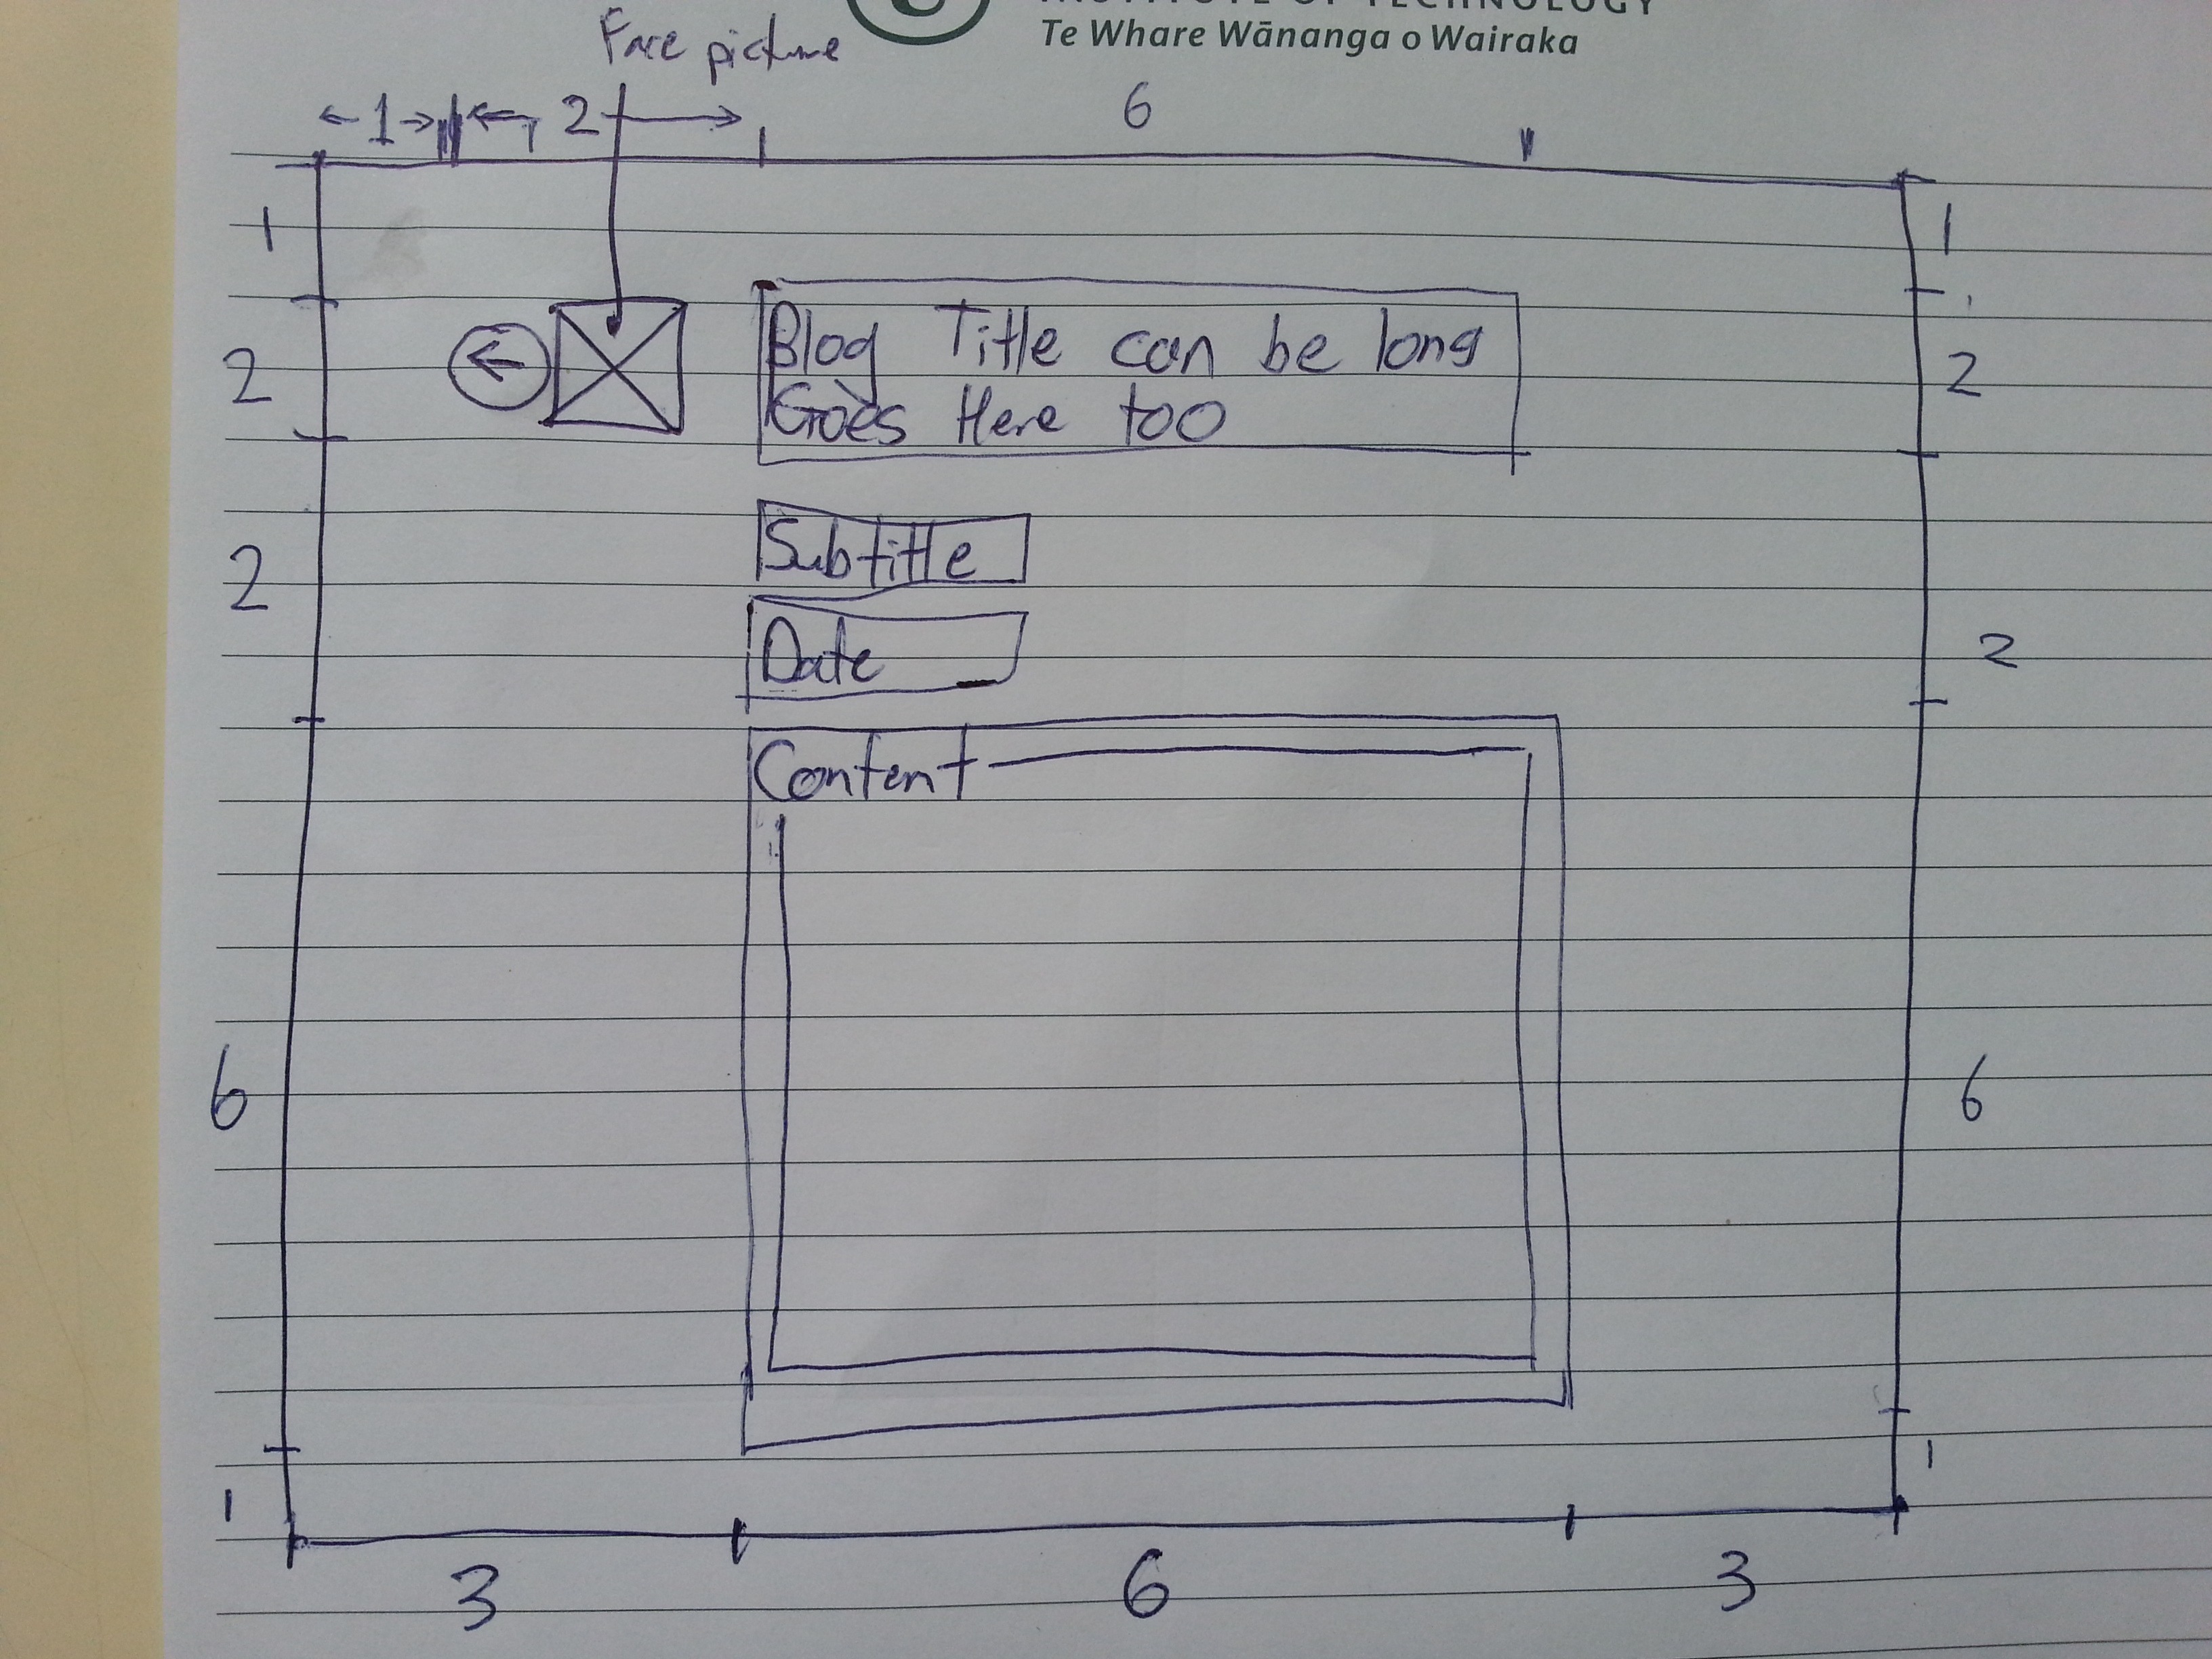 INSTITUTE OF TECHNOLOGY
Te Whare Wānanga o Wairaka
Face picture
1 2 6
1 1
Blog Title can be long
Goes Here too
2 2
Subtitle
2
Date
2
Content
6 6
1 1
3 6 3